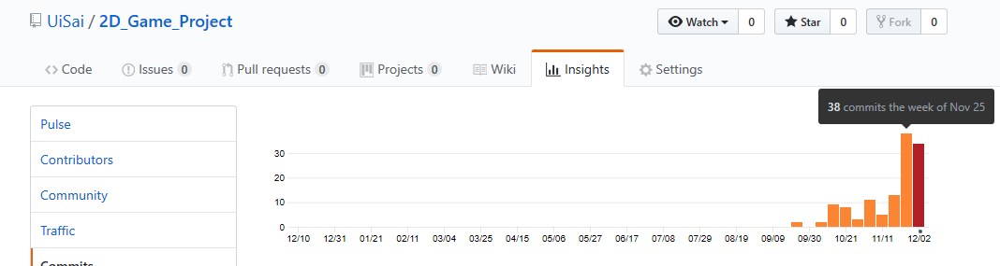 UiSai / 2D_Game_Project
Watch 0 Star 0 Fork 0
Code Issues 0 Pull requests 0 Projects 0 Wiki Insights Settings
38 commits the week of Nov 25
Pulse
Contributors
Community
Traffic
Commits
30
20
10
0
12/10 12/31 01/21 02/11 03/04 03/25 04/15 05/06 05/27 06/17 07/08 07/29 08/19 09/09 09/30 10/21 11/11 12/02